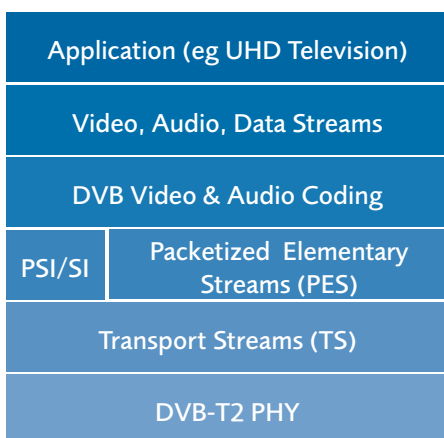 Application (eg UHD Television)
Video, Audio, Data Streams
DVB Video & Audio Coding
PSI/SI
Packetized Elementary
Streams (PES)
Transport Streams (TS)
DVB-T2 PHY